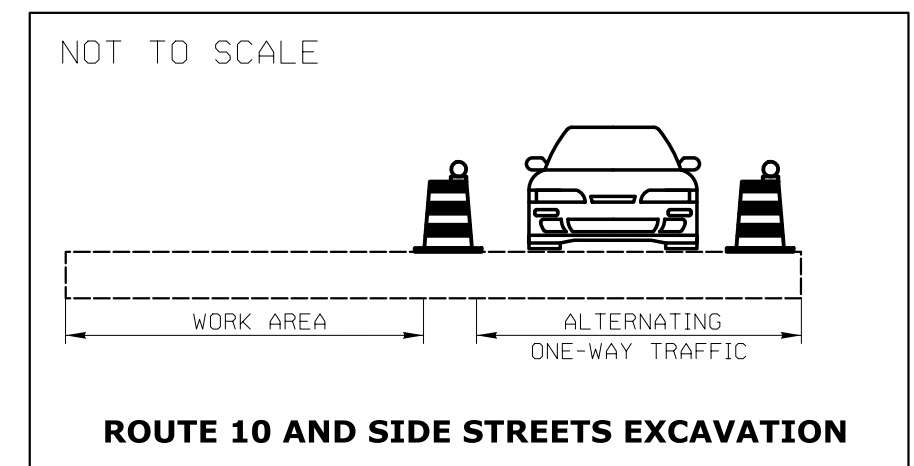 NOT TO SCALE
WORK AREA
ALTERNATING
ONE-WAY TRAFFIC
ROUTE 10 AND SIDE STREETS EXCAVATION